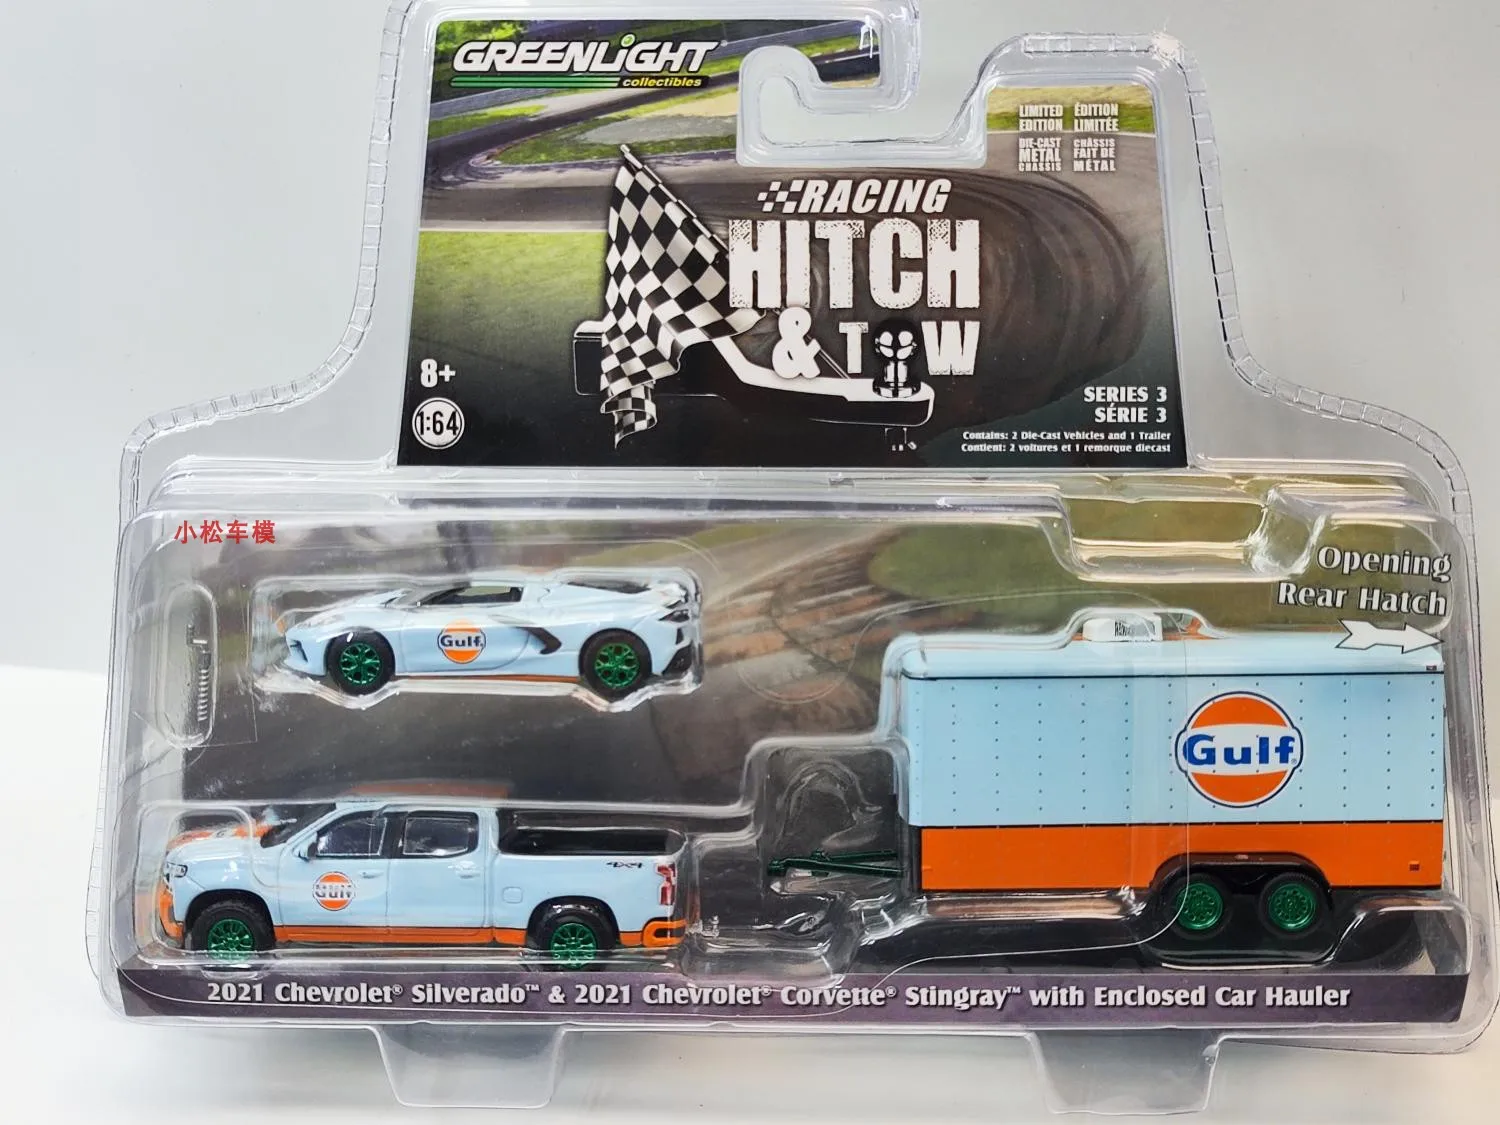 GREENLiGHT
collectibles
LIMITED EDITION
ÉDITION LIMITÉE
DIE-CAST METAL CHASSIS
CHÂSSIS FAIT DE MÉTAL
RACING
HITCH
& TOW
8+
1:64
SERIES 3
SÉRIE 3
Contains: 2 Die-Cast Vehicles and 1 Trailer
Contient: 2 voitures et 1 remorque diecast
小松车模
Opening
Rear Hatch
Gulf
Gulf
Gulf
4x4
2021 Chevrolet® Silverado™ & 2021 Chevrolet® Corvette® Stingray™ with Enclosed Car Hauler